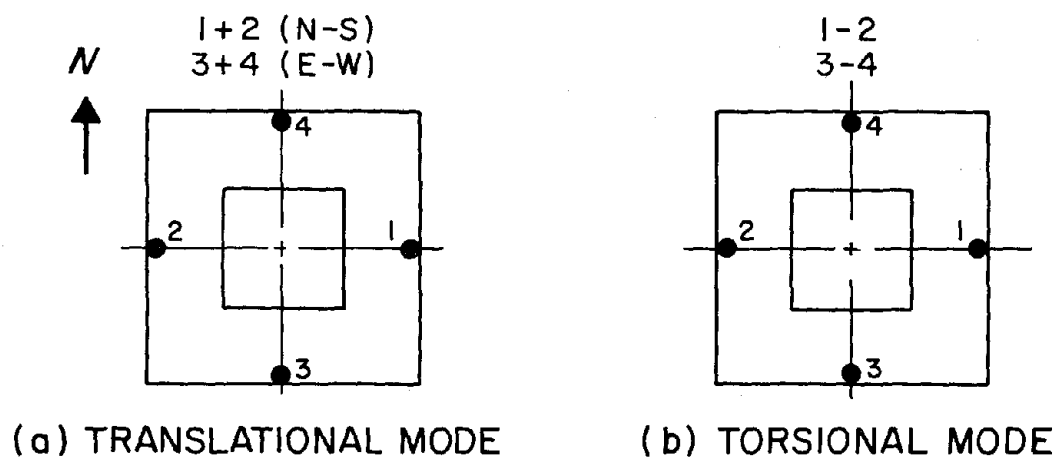 1+2 (N-S)
3+4 (E-W)
N
4
2
1
3
(a) TRANSLATIONAL MODE
1-2
3-4
4
2
1
3
(b) TORSIONAL MODE